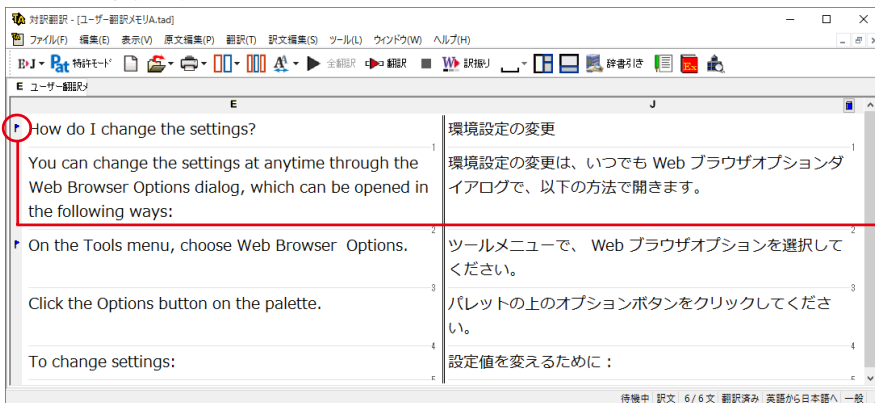 対訳翻訳 - [ユーザー翻訳メモリA.tad]
ファイル(F) 編集(E) 表示(V) 原文編集(P) 翻訳(T) 訳文編集(S) ツール(L) ウインドウ(W) ヘルプ(H)
E▶J Pat 特許モード A 全翻訳 翻訳 W 訳振り 辞書引き Ex
E ユーザー翻訳メ
E J
How do I change the settings? 環境設定の変更
1 1
You can change the settings at anytime through the 環境設定の変更は、いつでも Web ブラウザオプションダ
Web Browser Options dialog, which can be opened in イアログで、以下の方法で開きます。
the following ways:
2 2
On the Tools menu, choose Web Browser Options. ツールメニューで、 Web ブラウザオプションを選択して
ください。
3 3
Click the Options button on the palette. パレットの上のオプションボタンをクリックしてくださ
い。
4 4
To change settings: 設定値を変えるために：
待機中 訳文 6/6文 翻訳済み 英語から日本語へ 一般